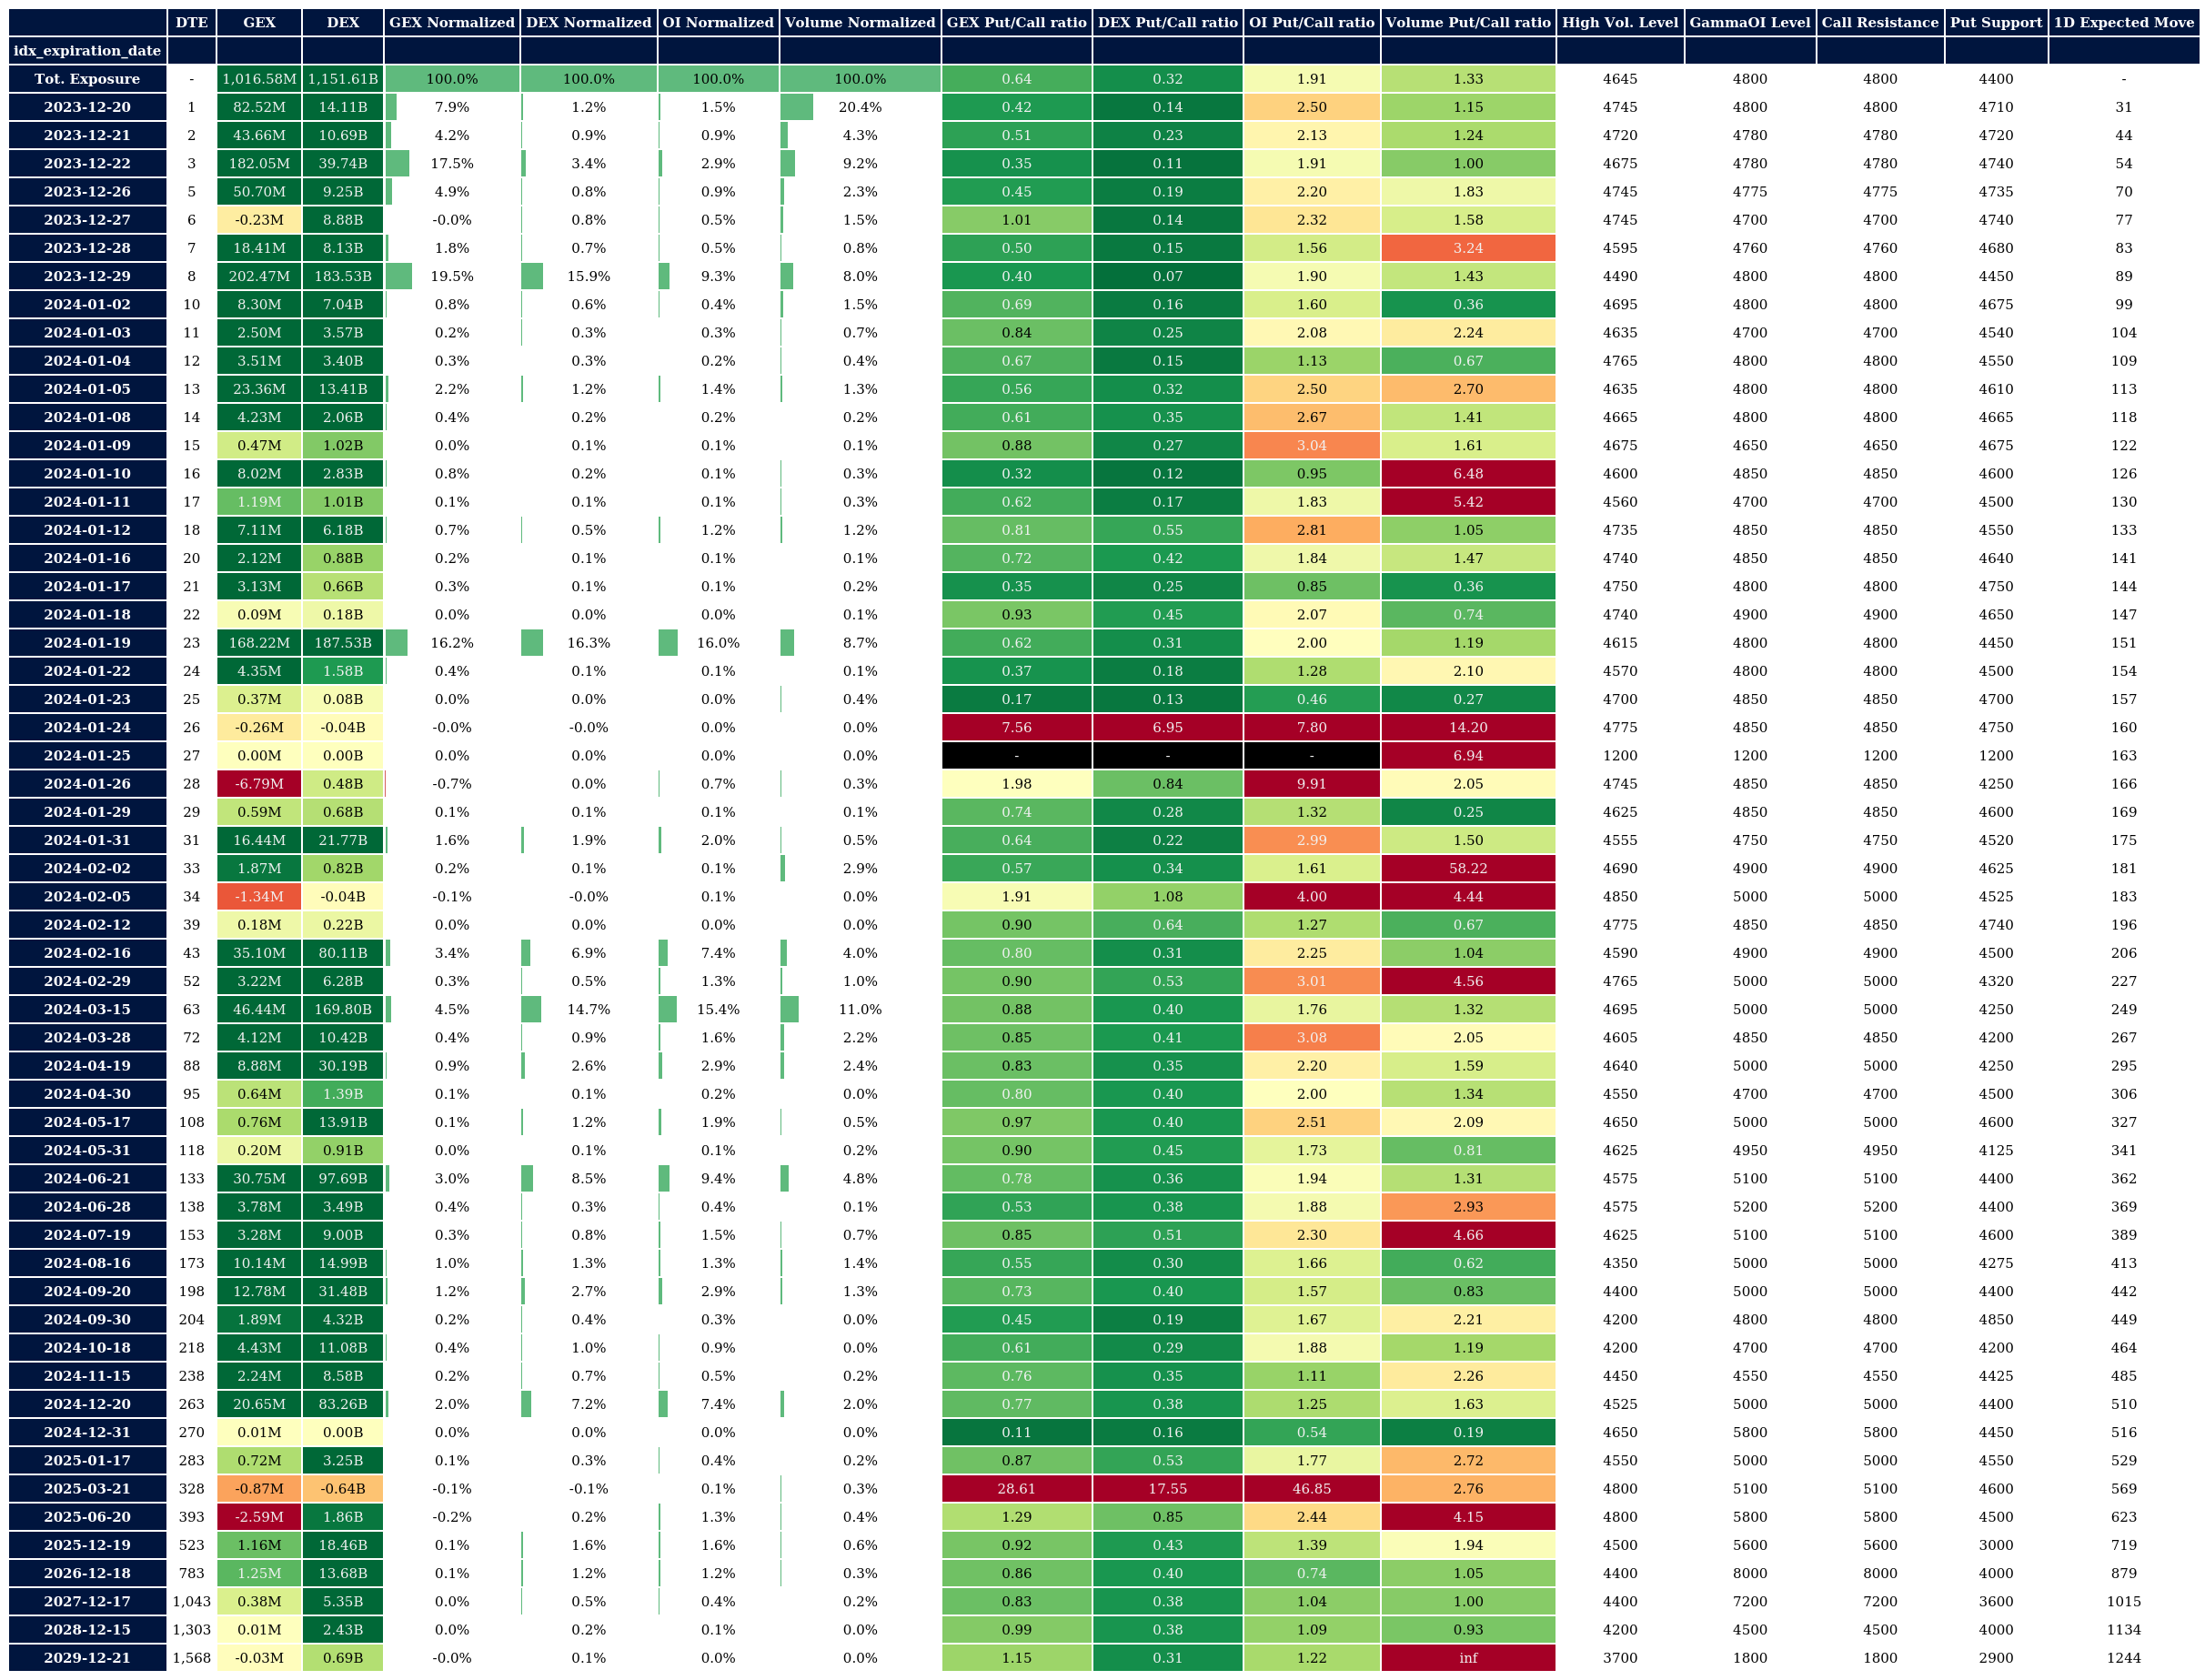 DTE GEX DEX GEX Normalized DEX Normalized OI Normalized Volume Normalized GEX Put/Call ratio DEX Put/Call ratio OI Put/Call ratio Volume Put/Call ratio High Vol. Level GammaOI Level Call Resistance Put Support 1D Expected Move
idx_expiration_date
Tot. Exposure - 1,016.58M 1,151.61B 100.0% 100.0% 100.0% 100.0% 0.64 0.32 1.91 1.33 4645 4800 4800 4400 -
2023-12-20 1 82.52M 14.11B 7.9% 1.2% 1.5% 20.4% 0.42 0.14 2.50 1.15 4745 4800 4800 4710 31
2023-12-21 2 43.66M 10.69B 4.2% 0.9% 0.9% 4.3% 0.51 0.23 2.13 1.24 4720 4780 4780 4720 44
2023-12-22 3 182.05M 39.74B 17.5% 3.4% 2.9% 9.2% 0.35 0.11 1.91 1.00 4675 4780 4780 4740 54
2023-12-26 5 50.70M 9.25B 4.9% 0.8% 0.9% 2.3% 0.45 0.19 2.20 1.83 4745 4775 4775 4735 70
2023-12-27 6 -0.23M 8.88B -0.0% 0.8% 0.5% 1.5% 1.01 0.14 2.32 1.58 4745 4700 4700 4740 77
2023-12-28 7 18.41M 8.13B 1.8% 0.7% 0.5% 0.8% 0.50 0.15 1.56 3.24 4595 4760 4760 4680 83
2023-12-29 8 202.47M 183.53B 19.5% 15.9% 9.3% 8.0% 0.40 0.07 1.90 1.43 4490 4800 4800 4450 89
2024-01-02 10 8.30M 7.04B 0.8% 0.6% 0.4% 1.5% 0.69 0.16 1.60 0.36 4695 4800 4800 4675 99
2024-01-03 11 2.50M 3.57B 0.2% 0.3% 0.3% 0.7% 0.84 0.25 2.08 2.24 4635 4700 4700 4540 104
2024-01-04 12 3.51M 3.40B 0.3% 0.3% 0.2% 0.4% 0.67 0.15 1.13 0.67 4765 4800 4800 4550 109
2024-01-05 13 23.36M 13.41B 2.2% 1.2% 1.4% 1.3% 0.56 0.32 2.50 2.70 4635 4800 4800 4610 113
2024-01-08 14 4.23M 2.06B 0.4% 0.2% 0.2% 0.2% 0.61 0.35 2.67 1.41 4665 4800 4800 4665 118
2024-01-09 15 0.47M 1.02B 0.0% 0.1% 0.1% 0.1% 0.88 0.27 3.04 1.61 4675 4650 4650 4675 122
2024-01-10 16 8.02M 2.83B 0.8% 0.2% 0.1% 0.3% 0.32 0.12 0.95 6.48 4600 4850 4850 4600 126
2024-01-11 17 1.19M 1.01B 0.1% 0.1% 0.1% 0.3% 0.62 0.17 1.83 5.42 4560 4700 4700 4500 130
2024-01-12 18 7.11M 6.18B 0.7% 0.5% 1.2% 1.2% 0.81 0.55 2.81 1.05 4735 4850 4850 4550 133
2024-01-16 20 2.12M 0.88B 0.2% 0.1% 0.1% 0.1% 0.72 0.42 1.84 1.47 4740 4850 4850 4640 141
2024-01-17 21 3.13M 0.66B 0.3% 0.1% 0.1% 0.2% 0.35 0.25 0.85 0.36 4750 4800 4800 4750 144
2024-01-18 22 0.09M 0.18B 0.0% 0.0% 0.0% 0.1% 0.93 0.45 2.07 0.74 4740 4900 4900 4650 147
2024-01-19 23 168.22M 187.53B 16.2% 16.3% 16.0% 8.7% 0.62 0.31 2.00 1.19 4615 4800 4800 4450 151
2024-01-22 24 4.35M 1.58B 0.4% 0.1% 0.1% 0.1% 0.37 0.18 1.28 2.10 4570 4800 4800 4500 154
2024-01-23 25 0.37M 0.08B 0.0% 0.0% 0.0% 0.4% 0.17 0.13 0.46 0.27 4700 4850 4850 4700 157
2024-01-24 26 -0.26M -0.04B -0.0% -0.0% 0.0% 0.0% 7.56 6.95 7.80 14.20 4775 4850 4850 4750 160
2024-01-25 27 0.00M 0.00B 0.0% 0.0% 0.0% 0.0% - - - 6.94 1200 1200 1200 1200 163
2024-01-26 28 -6.79M 0.48B -0.7% 0.0% 0.7% 0.3% 1.98 0.84 9.91 2.05 4745 4850 4850 4250 166
2024-01-29 29 0.59M 0.68B 0.1% 0.1% 0.1% 0.1% 0.74 0.28 1.32 0.25 4625 4850 4850 4600 169
2024-01-31 31 16.44M 21.77B 1.6% 1.9% 2.0% 0.5% 0.64 0.22 2.99 1.50 4555 4750 4750 4520 175
2024-02-02 33 1.87M 0.82B 0.2% 0.1% 0.1% 2.9% 0.57 0.34 1.61 58.22 4690 4900 4900 4625 181
2024-02-05 34 -1.34M -0.04B -0.1% -0.0% 0.1% 0.0% 1.91 1.08 4.00 4.44 4850 5000 5000 4525 183
2024-02-12 39 0.18M 0.22B 0.0% 0.0% 0.0% 0.0% 0.90 0.64 1.27 0.67 4775 4850 4850 4740 196
2024-02-16 43 35.10M 80.11B 3.4% 6.9% 7.4% 4.0% 0.80 0.31 2.25 1.04 4590 4900 4900 4500 206
2024-02-29 52 3.22M 6.28B 0.3% 0.5% 1.3% 1.0% 0.90 0.53 3.01 4.56 4765 5000 5000 4320 227
2024-03-15 63 46.44M 169.80B 4.5% 14.7% 15.4% 11.0% 0.88 0.40 1.76 1.32 4695 5000 5000 4250 249
2024-03-28 72 4.12M 10.42B 0.4% 0.9% 1.6% 2.2% 0.85 0.41 3.08 2.05 4605 4850 4850 4200 267
2024-04-19 88 8.88M 30.19B 0.9% 2.6% 2.9% 2.4% 0.83 0.35 2.20 1.59 4640 5000 5000 4250 295
2024-04-30 95 0.64M 1.39B 0.1% 0.1% 0.2% 0.0% 0.80 0.40 2.00 1.34 4550 4700 4700 4500 306
2024-05-17 108 0.76M 13.91B 0.1% 1.2% 1.9% 0.5% 0.97 0.40 2.51 2.09 4650 5000 5000 4600 327
2024-05-31 118 0.20M 0.91B 0.0% 0.1% 0.1% 0.2% 0.90 0.45 1.73 0.81 4625 4950 4950 4125 341
2024-06-21 133 30.75M 97.69B 3.0% 8.5% 9.4% 4.8% 0.78 0.36 1.94 1.31 4575 5100 5100 4400 362
2024-06-28 138 3.78M 3.49B 0.4% 0.3% 0.4% 0.1% 0.53 0.38 1.88 2.93 4575 5200 5200 4400 369
2024-07-19 153 3.28M 9.00B 0.3% 0.8% 1.5% 0.7% 0.85 0.51 2.30 4.66 4625 5100 5100 4600 389
2024-08-16 173 10.14M 14.99B 1.0% 1.3% 1.3% 1.4% 0.55 0.30 1.66 0.62 4350 5000 5000 4275 413
2024-09-20 198 12.78M 31.48B 1.2% 2.7% 2.9% 1.3% 0.73 0.40 1.57 0.83 4400 5000 5000 4400 442
2024-09-30 204 1.89M 4.32B 0.2% 0.4% 0.3% 0.0% 0.45 0.19 1.67 2.21 4200 4800 4800 4850 449
2024-10-18 218 4.43M 11.08B 0.4% 1.0% 0.9% 0.0% 0.61 0.29 1.88 1.19 4200 4700 4700 4200 464
2024-11-15 238 2.24M 8.58B 0.2% 0.7% 0.5% 0.2% 0.76 0.35 1.11 2.26 4450 4550 4550 4425 485
2024-12-20 263 20.65M 83.26B 2.0% 7.2% 7.4% 2.0% 0.77 0.38 1.25 1.63 4525 5000 5000 4400 510
2024-12-31 270 0.01M 0.00B 0.0% 0.0% 0.0% 0.0% 0.11 0.16 0.54 0.19 4650 5800 5800 4450 516
2025-01-17 283 0.72M 3.25B 0.1% 0.3% 0.4% 0.2% 0.87 0.53 1.77 2.72 4550 5000 5000 4550 529
2025-03-21 328 -0.87M -0.64B -0.1% -0.1% 0.1% 0.3% 28.61 17.55 46.85 2.76 4800 5100 5100 4600 569
2025-06-20 393 -2.59M 1.86B -0.2% 0.2% 1.3% 0.4% 1.29 0.85 2.44 4.15 4800 5800 5800 4500 623
2025-12-19 523 1.16M 18.46B 0.1% 1.6% 1.6% 0.6% 0.92 0.43 1.39 1.94 4500 5600 5600 3000 719
2026-12-18 783 1.25M 13.68B 0.1% 1.2% 1.2% 0.3% 0.86 0.40 0.74 1.05 4400 8000 8000 4000 879
2027-12-17 1,043 0.38M 5.35B 0.0% 0.5% 0.4% 0.2% 0.83 0.38 1.04 1.00 4400 7200 7200 3600 1015
2028-12-15 1,303 0.01M 2.43B 0.0% 0.2% 0.1% 0.0% 0.99 0.38 1.09 0.93 4200 4500 4500 4000 1134
2029-12-21 1,568 -0.03M 0.69B -0.0% 0.1% 0.0% 0.0% 1.15 0.31 1.22 inf 3700 1800 1800 2900 1244